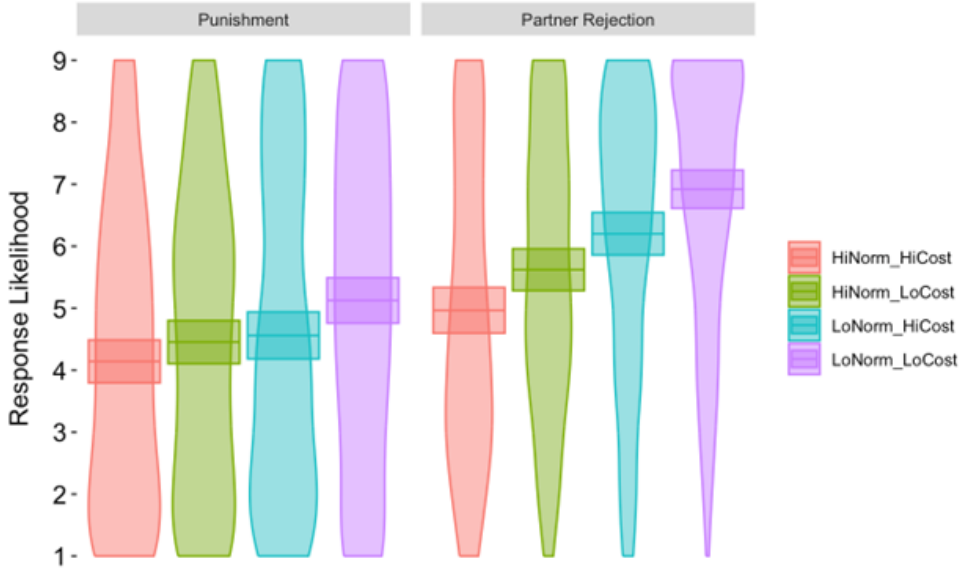 Punishment
Partner Rejection
Response Likelihood
9
8
7
6
5
4
3
2
1
HiNorm_HiCost
HiNorm_LoCost
LoNorm_HiCost
LoNorm_LoCost